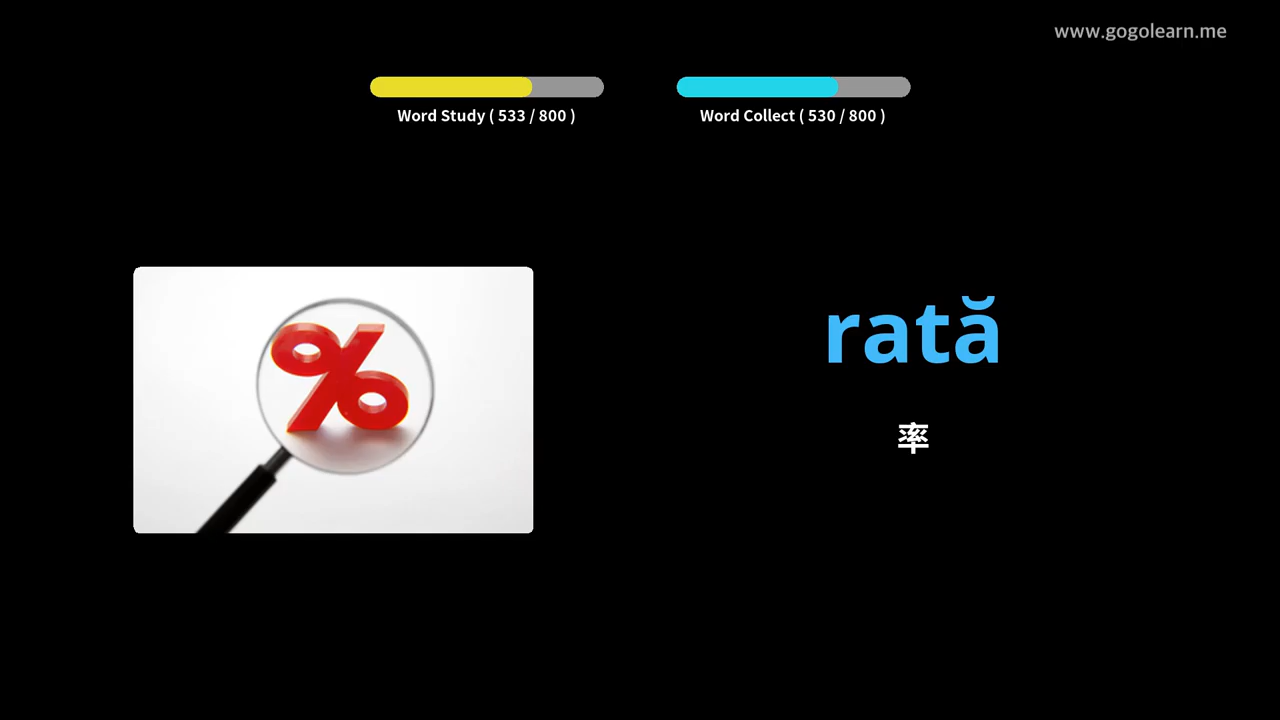 www.gogolearn.me
Word Study ( 533 / 800 )
Word Collect ( 530 / 800 )
%
rată
率